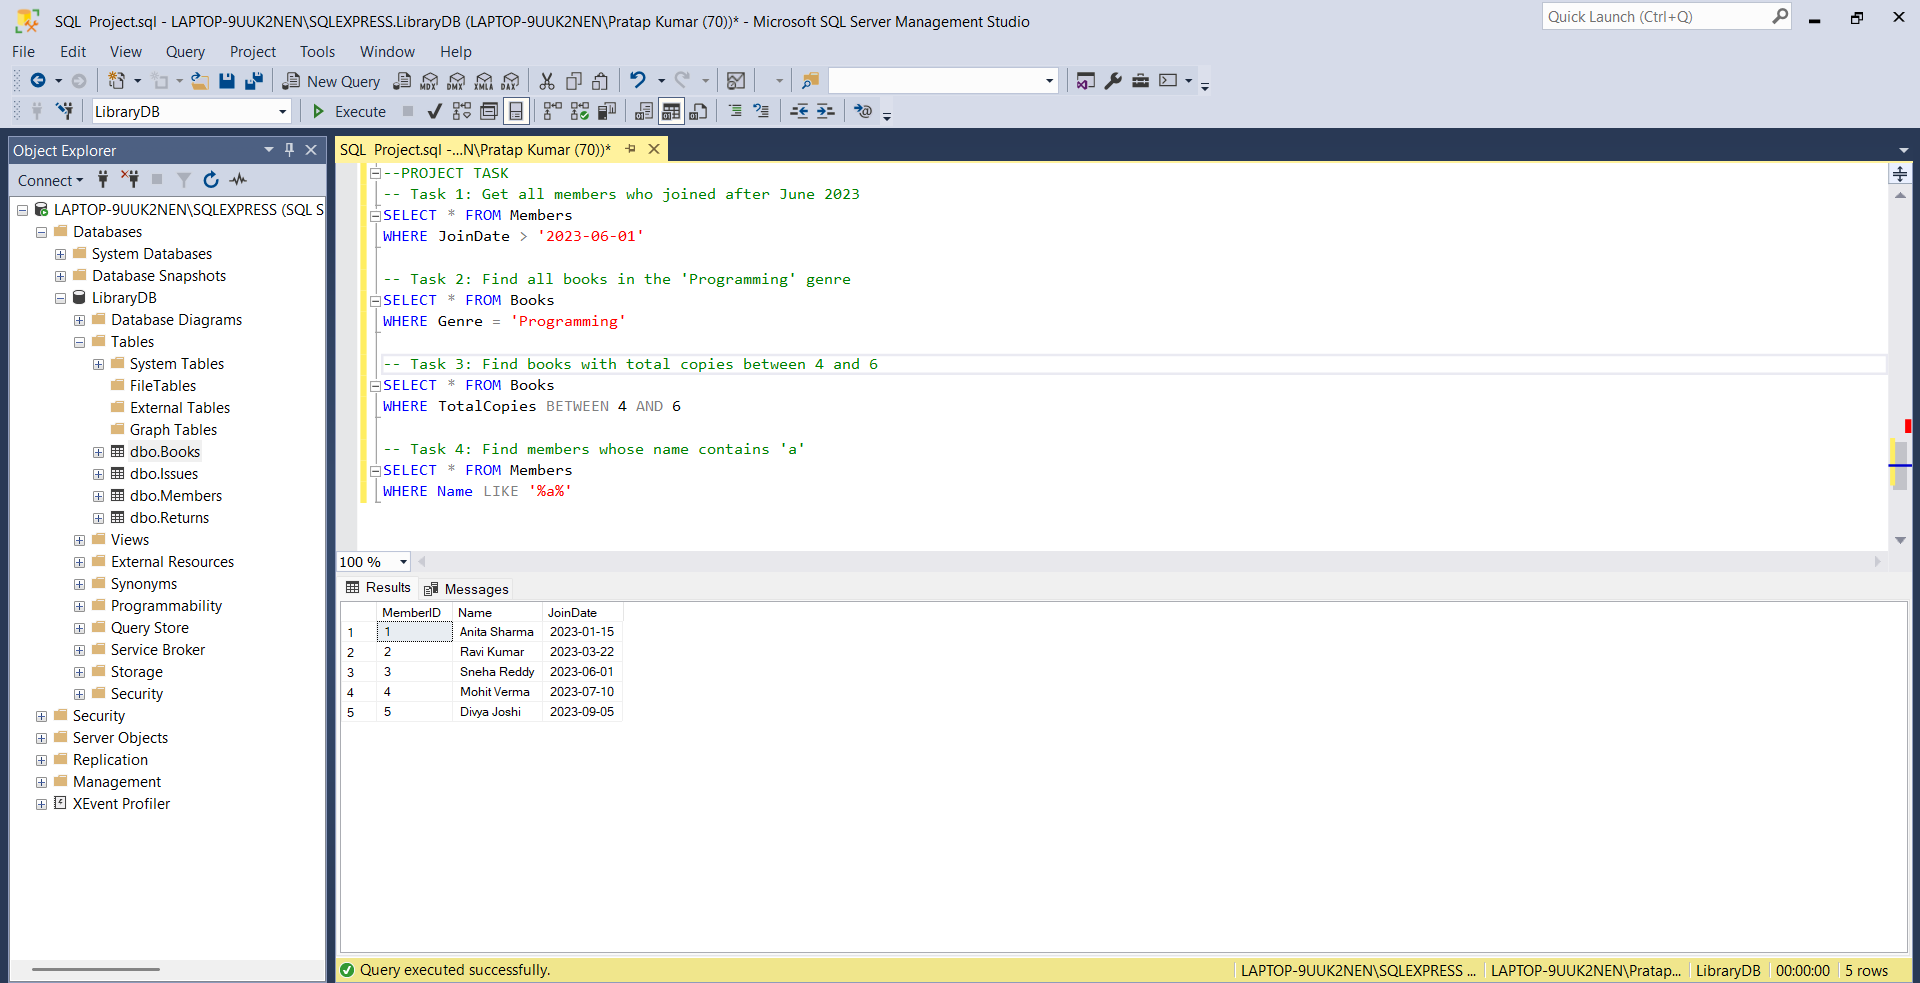 SQL Project.sql - LAPTOP-9UUK2NEN\SQLEXPRESS.LibraryDB (LAPTOP-9UUK2NEN\Pratap Kumar (70))* - Microsoft SQL Server Management Studio
Quick Launch (Ctrl+Q)
File Edit View Query Project Tools Window Help
New Query MDX DMX XMLA DAX
LibraryDB Execute
Object Explorer
Connect
LAPTOP-9UUK2NEN\SQLEXPRESS (SQL S
Databases
System Databases
Database Snapshots
LibraryDB
Database Diagrams
Tables
System Tables
FileTables
External Tables
Graph Tables
dbo.Books
dbo.Issues
dbo.Members
dbo.Returns
Views
External Resources
Synonyms
Programmability
Query Store
Service Broker
Storage
Security
Security
Server Objects
Replication
Management
XEvent Profiler
SQL Project.sql -...N\Pratap Kumar (70))*
--PROJECT TASK
-- Task 1: Get all members who joined after June 2023
SELECT * FROM Members
WHERE JoinDate > '2023-06-01'
-- Task 2: Find all books in the 'Programming' genre
SELECT * FROM Books
WHERE Genre = 'Programming'
-- Task 3: Find books with total copies between 4 and 6
SELECT * FROM Books
WHERE TotalCopies BETWEEN 4 AND 6
-- Task 4: Find members whose name contains 'a'
SELECT * FROM Members
WHERE Name LIKE '%a%'
100 %
Results Messages
MemberID Name JoinDate
1 1 Anita Sharma 2023-01-15
2 2 Ravi Kumar 2023-03-22
3 3 Sneha Reddy 2023-06-01
4 4 Mohit Verma 2023-07-10
5 5 Divya Joshi 2023-09-05
Query executed successfully.
LAPTOP-9UUK2NEN\SQLEXPRESS ... LAPTOP-9UUK2NEN\Pratap... LibraryDB 00:00:00 5 rows